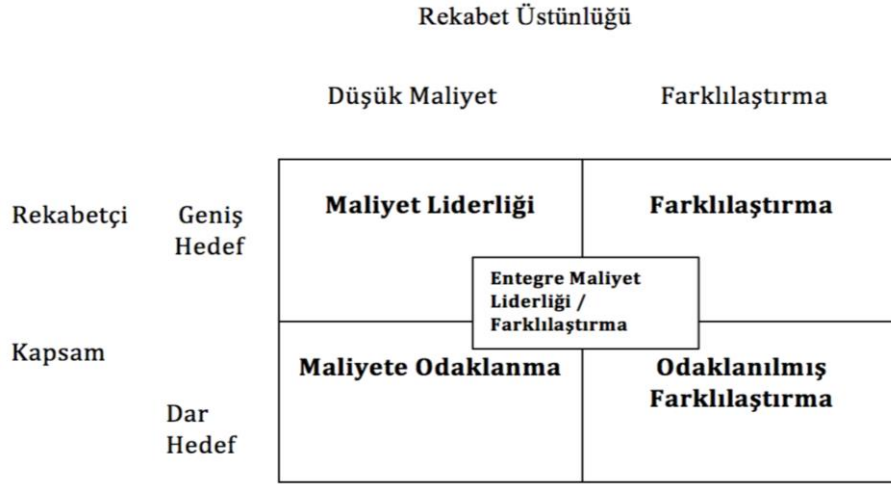 Rekabet Üstünlüğü
Düşük Maliyet
Farklılaştırma
Rekabetçi
Geniş
Hedef
Maliyet Liderliği
Farklılaştırma
Entegre Maliyet
Liderliği /
Farklılaştırma
Kapsam
Dar
Hedef
Maliyete Odaklanma
Odaklanılmış
Farklılaştırma